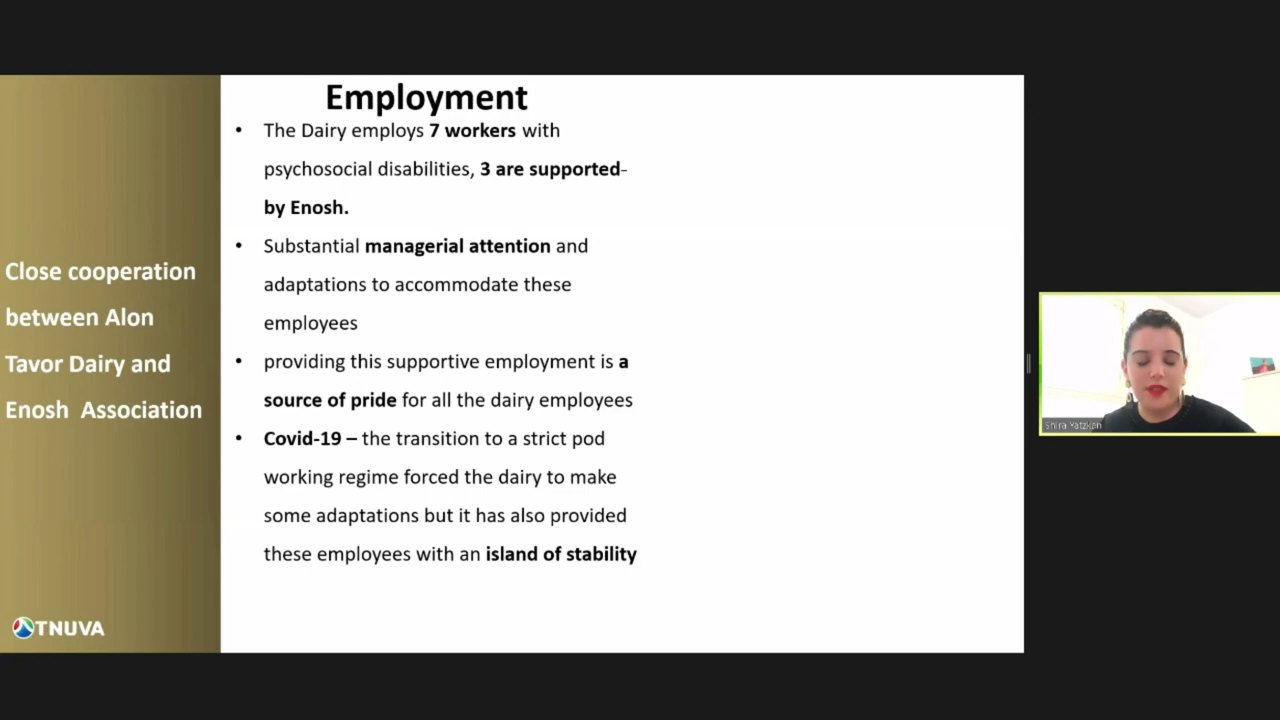 Employment
• The Dairy employs 7 workers with
psychosocial disabilities, 3 are supported-
by Enosh.
• Substantial managerial attention and
adaptations to accommodate these
employees
• providing this supportive employment is a
source of pride for all the dairy employees
• Covid-19 – the transition to a strict pod
working regime forced the dairy to make
some adaptations but it has also provided
these employees with an island of stability
Close cooperation
between Alon
Tavor Dairy and
Enosh Association
TNUVA
Shira Yatzkan